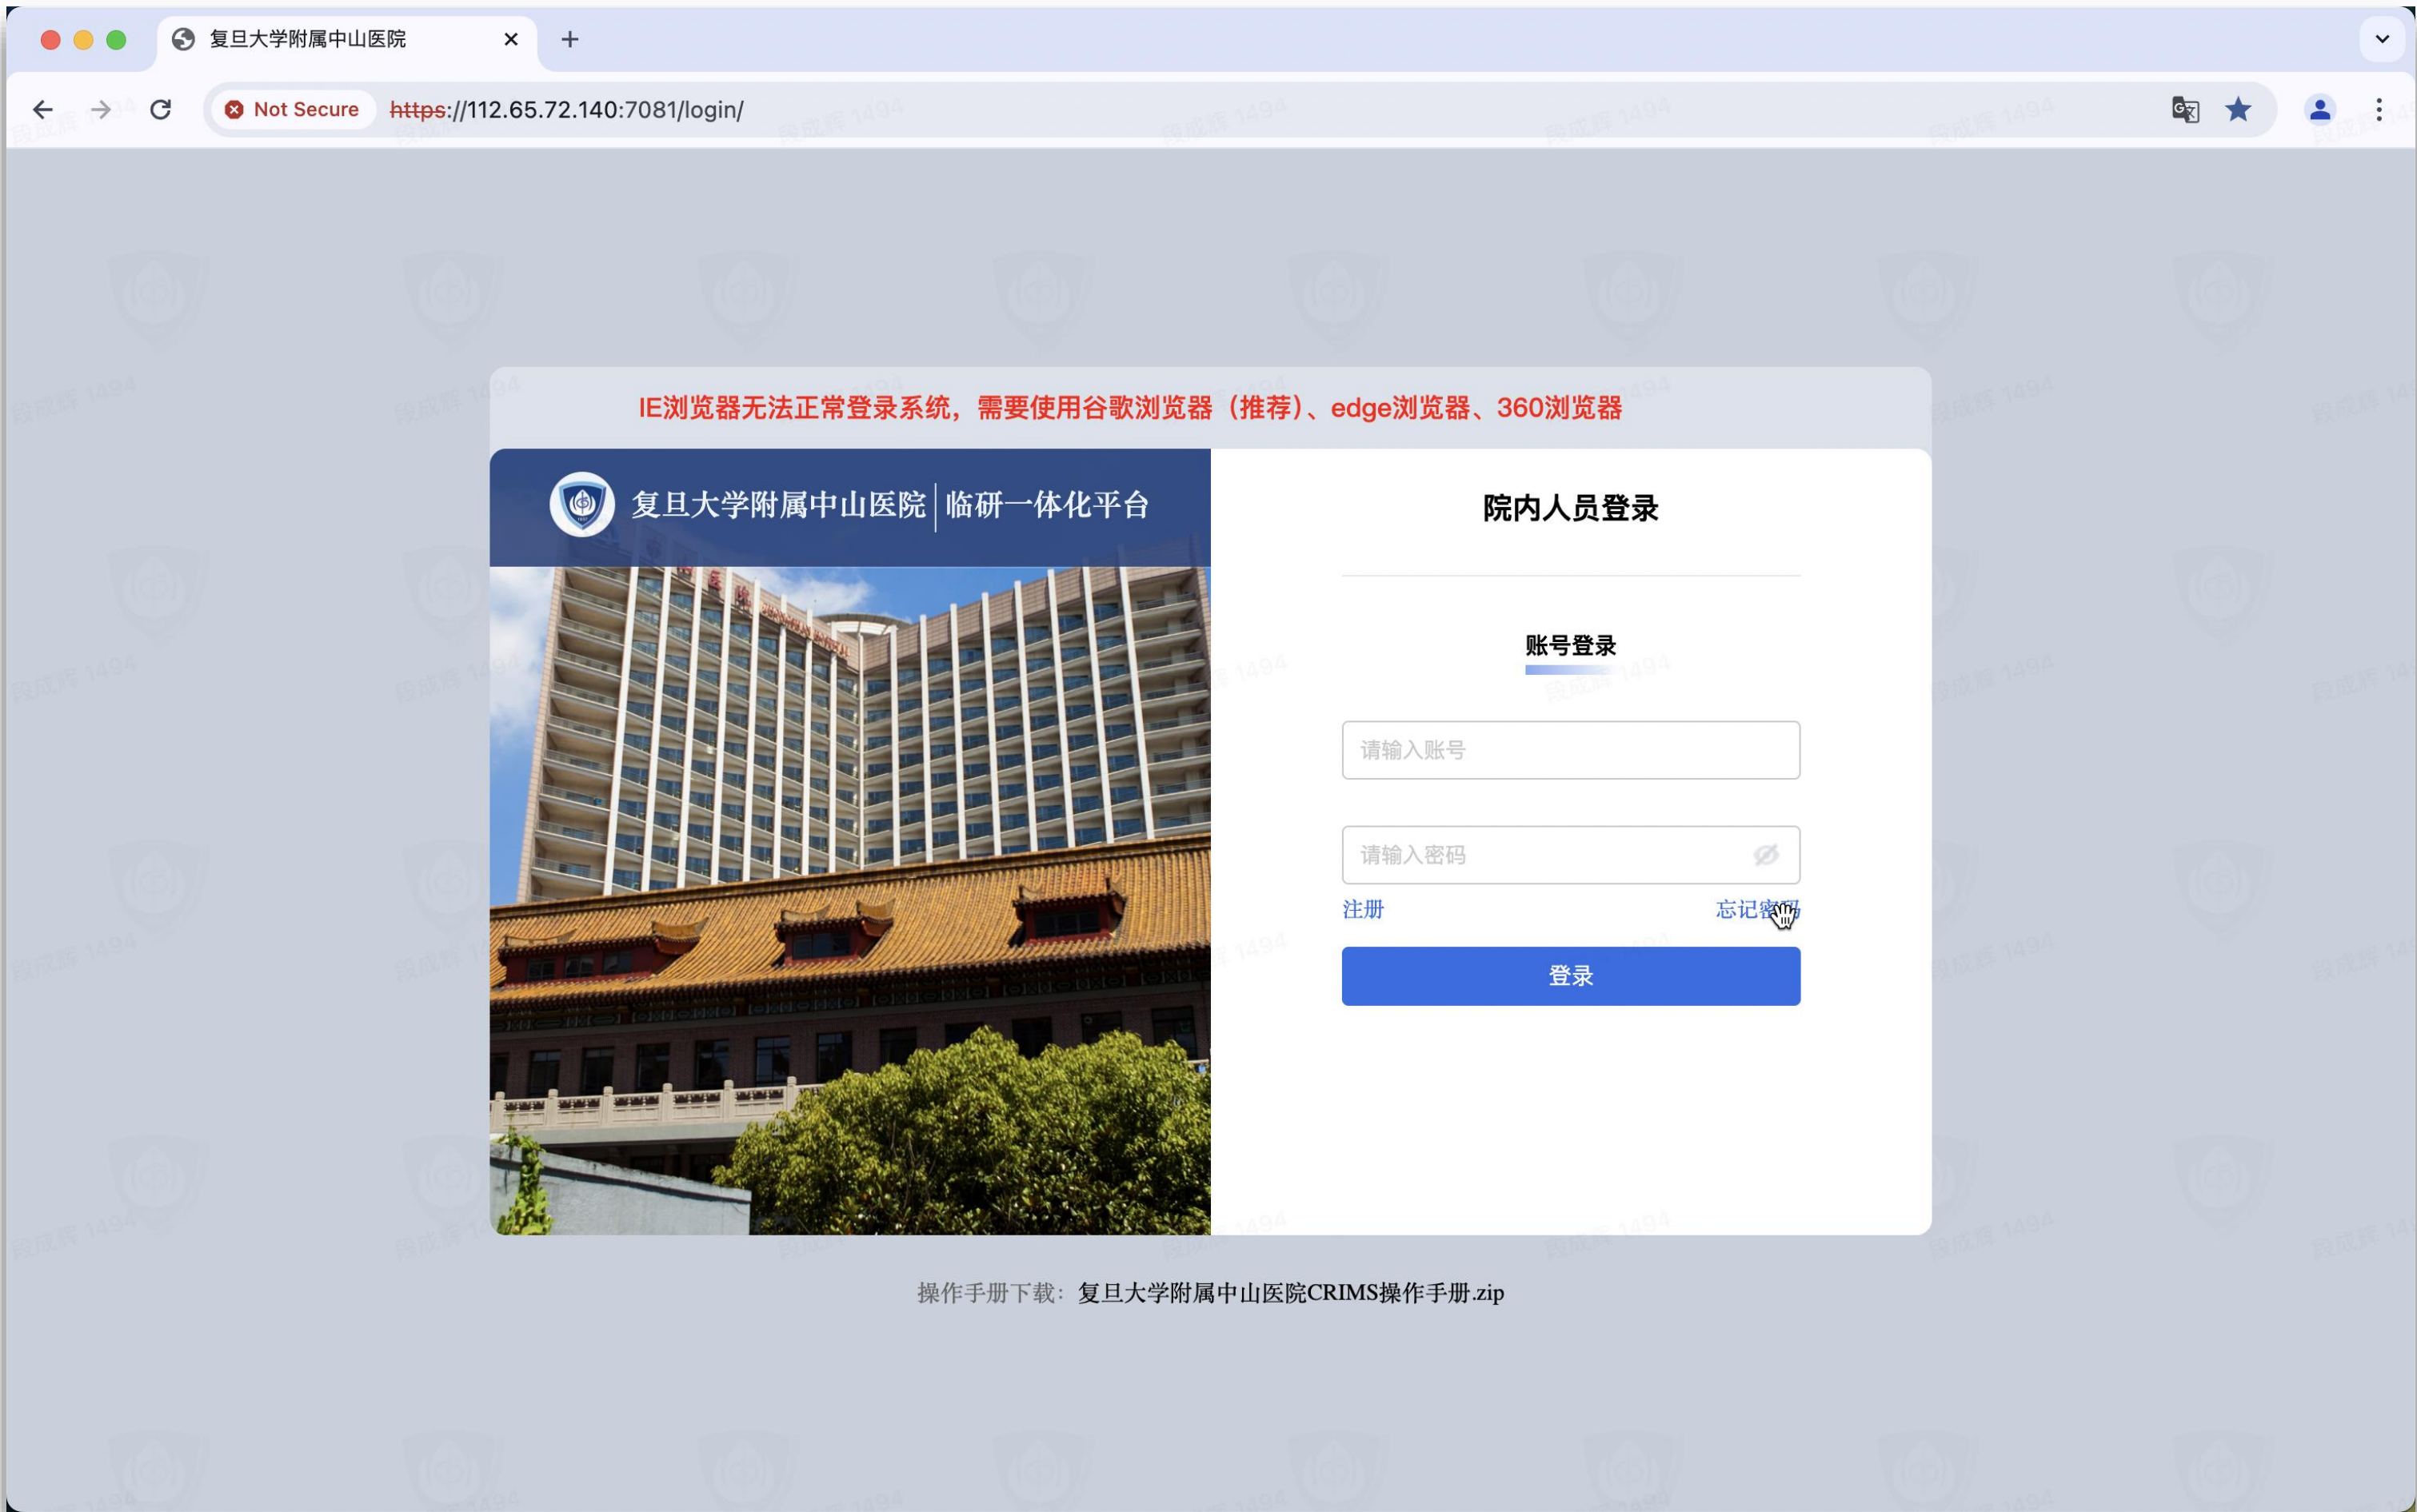 复旦大学附属中山医院
Not Secure https://112.65.72.140:7081/login/
IE浏览器无法正常登录系统，需要使用谷歌浏览器（推荐）、edge浏览器、360浏览器
复旦大学附属中山医院|临研一体化平台
院内人员登录
账号登录
请输入账号
请输入密码
注册 忘记密码
登录
操作手册下载：复旦大学附属中山医院CRIMS操作手册.zip
段成辉 1494